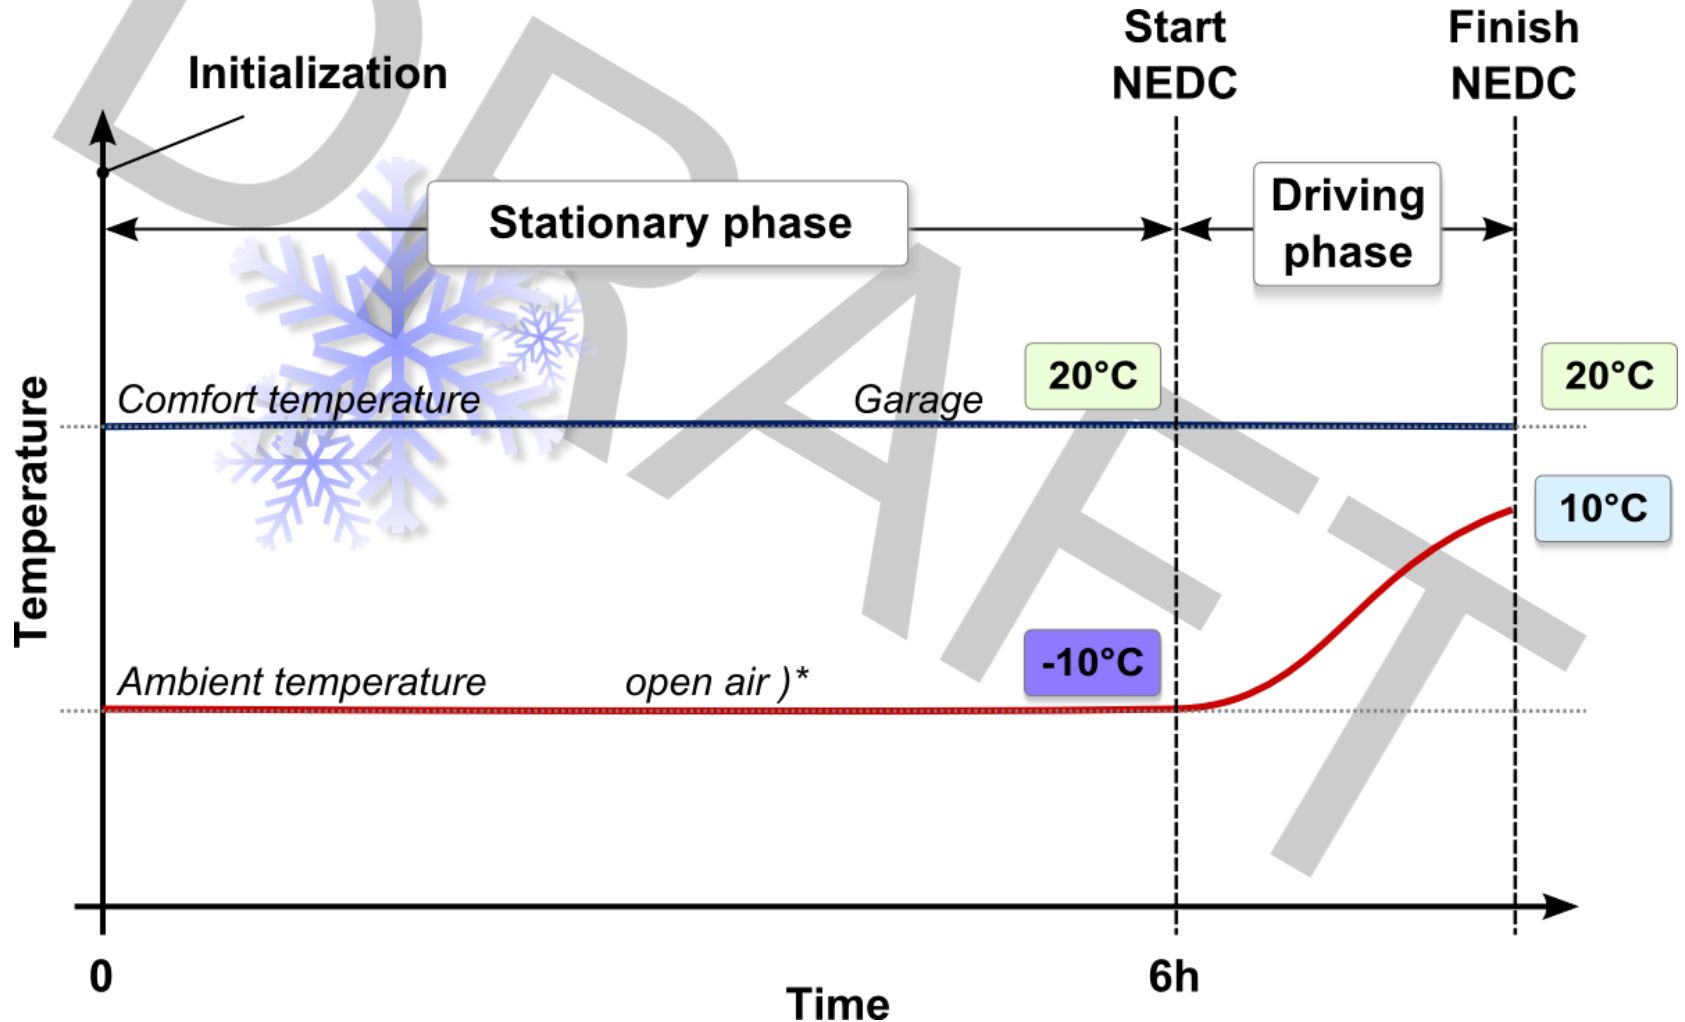 Start
NEDC
Finish
NEDC
Initialization
Stationary phase
Driving
phase
20°C
20°C
Comfort temperature
Garage
10°C
Temperature
-10°C
Ambient temperature
open air )*
0
6h
Time
DRAFT